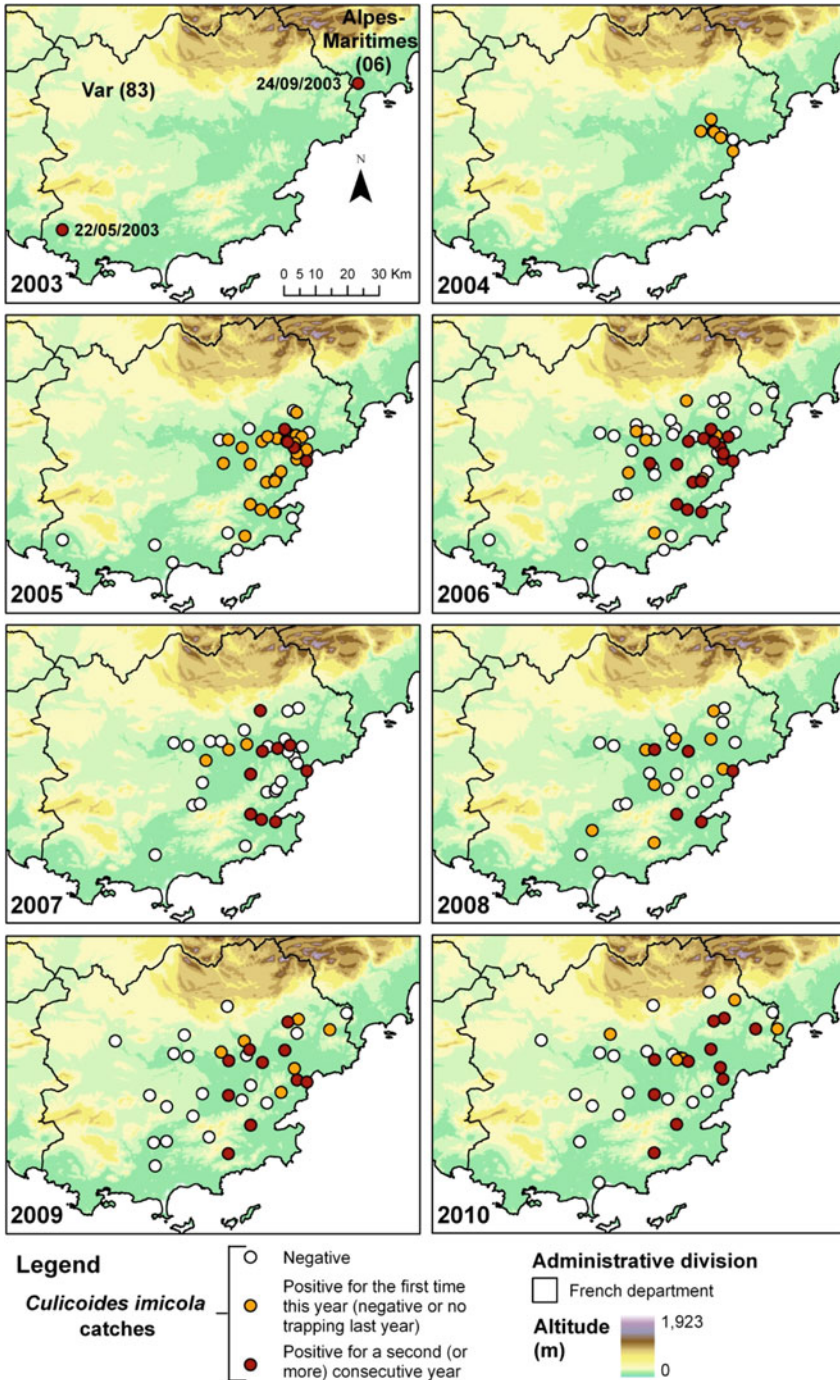 Alpes-
Maritimes
(06)
Var (83)
24/09/2003
N
22/05/2003
0 5 10 30 Km
2003
2004
2005
2006
2007
2008
2009
2010
Legend
Culicoides imicola
catches
Negative
Positive for the first time
this year (negative or no
trapping last year)
Positive for a second (or
more) consecutive year
Administrative division
French department
Altitude
(m)
1,923
0